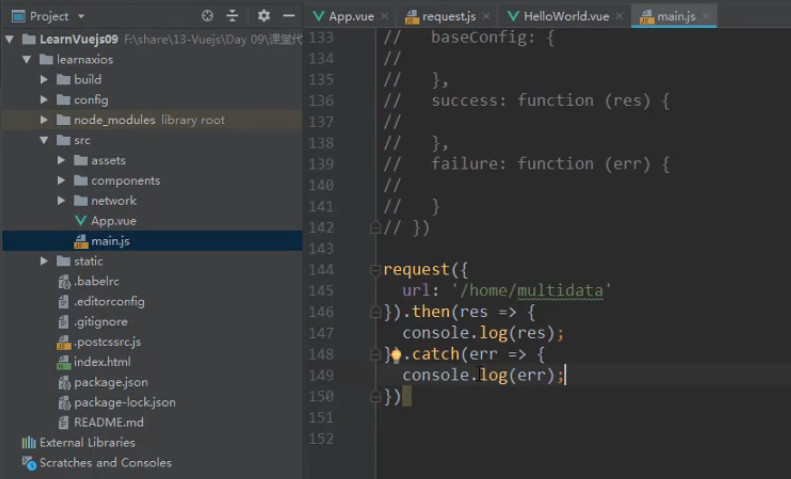 Project
App.vue
request.js
HelloWorld.vue
main.js
LearnVuejs09 F:\share\13-Vuejs\Day 09\课堂代
learnaxios
build
config
node_modules library root
src
assets
components
network
App.vue
main.js
static
.babelrc
.editorconfig
.gitignore
.postcssrc.js
index.html
package.json
package-lock.json
README.md
External Libraries
Scratches and Consoles
133 //   baseConfig: {
134 //
135 //   },
136 //   success: function (res) {
137 //
138 //   },
139 //   failure: function (err) {
140 //
141 //   }
142 // })
143
144 request({
145   url: '/home/multidata'
146 }).then(res => {
147   console.log(res);
148 }).catch(err => {
149   console.log(err);
150 })
151
152